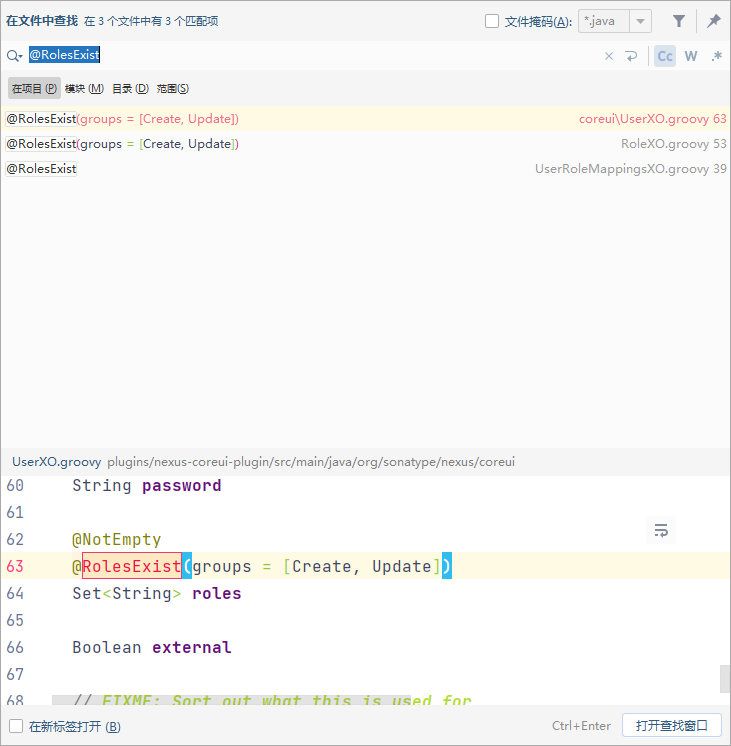 在文件中查找 在 3 个文件中有 3 个匹配项 文件掩码(A): *.java
@RolesExist Cc W .*
在项目 (P) 模块 (M) 目录 (D) 范围(S)
@RolesExist(groups = [Create, Update]) coreui\UserXO.groovy 63
@RolesExist(groups = [Create, Update]) RoleXO.groovy 53
@RolesExist UserRoleMappingsXO.groovy 39
UserXO.groovy plugins/nexus-coreui-plugin/src/main/java/org/sonatype/nexus/coreui
60 String password
61
62 @NotEmpty
63 @RolesExist(groups = [Create, Update])
64 Set<String> roles
65
66 Boolean external
67
68 // FIXME: Sort out what this is used for
在新标签打开 (B) Ctrl+Enter 打开查找窗口